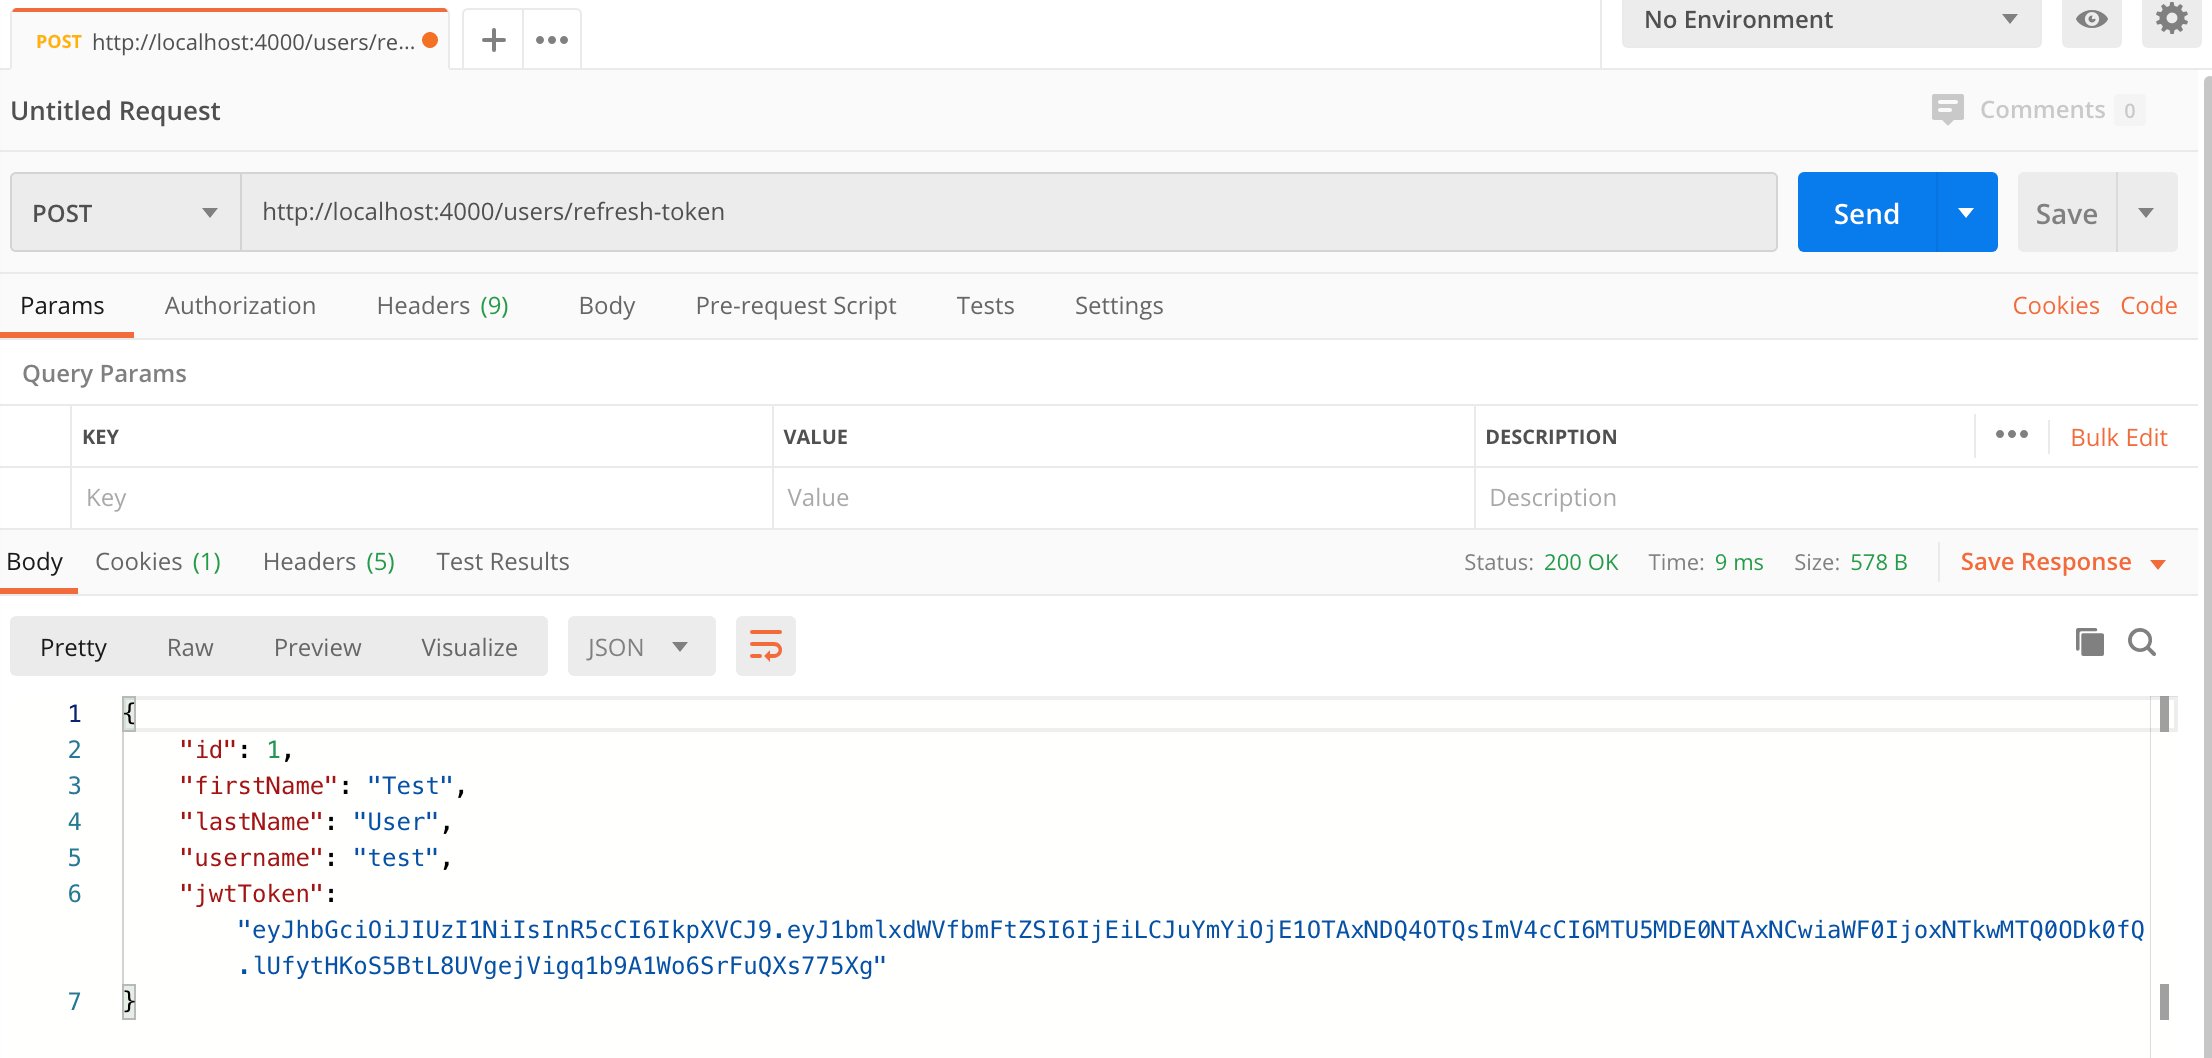 POST http://localhost:4000/users/re...
No Environment
Untitled Request
Comments 0
POST http://localhost:4000/users/refresh-token
Send
Save
Params Authorization Headers (9) Body Pre-request Script Tests Settings Cookies Code
Query Params
KEY VALUE DESCRIPTION Bulk Edit
Key Value Description
Body Cookies (1) Headers (5) Test Results Status: 200 OK Time: 9 ms Size: 578 B Save Response
Pretty Raw Preview Visualize JSON
1 {
2 "id": 1,
3 "firstName": "Test",
4 "lastName": "User",
5 "username": "test",
6 "jwtToken":
"eyJhbGciOiJIUzI1NiIsInR5cCI6IkpXVCJ9.eyJ1bmlxdWVfbmFtZSI6IjEiLCJuYmYiOjE1OTAxNDQ4OTQsImV4cCI6MTU5MDE0NTAxNCwiaWF0IjoxNTkwMTQ0ODk0fQ
.lUfytHKoS5BtL8UVgejVigq1b9A1Wo6SrFuQXs775Xg"
7 }